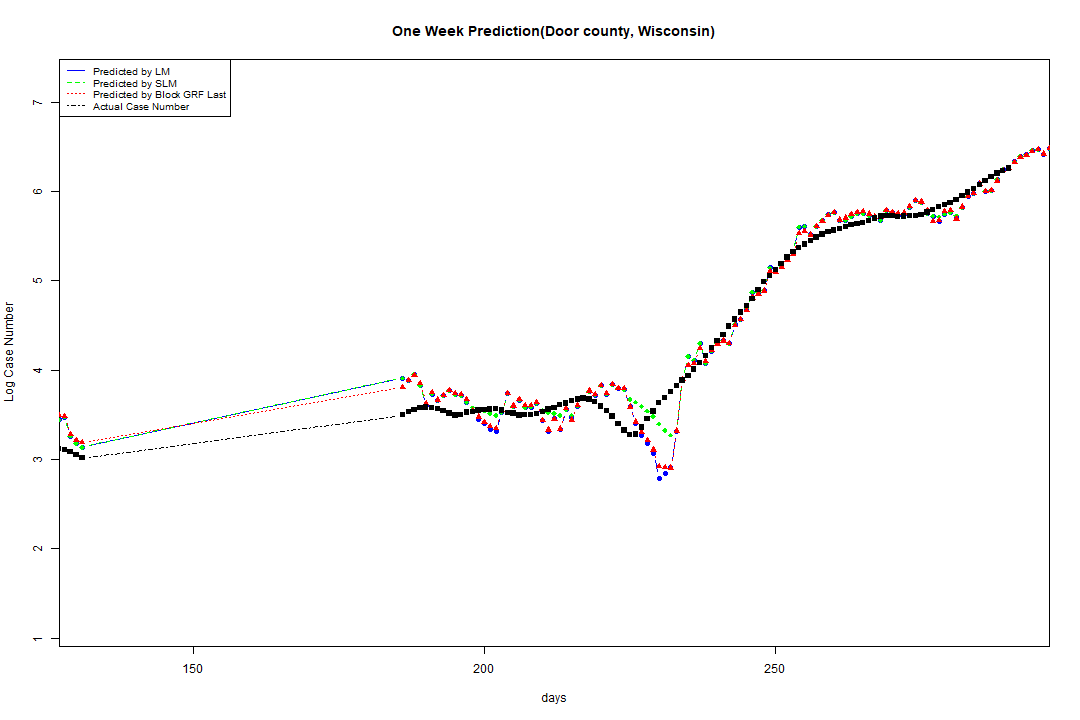 One Week Prediction(Door county, Wisconsin)
Predicted by LM
Predicted by SLM
Predicted by Block GRF Last
Actual Case Number
7
6
5
4
3
2
1
Log Case Number
150
200
250
days